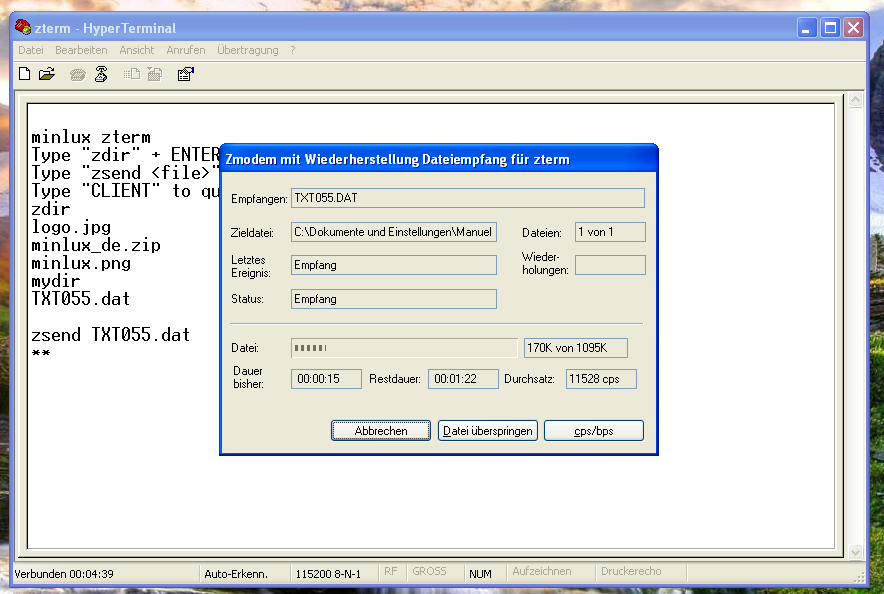 zterm - HyperTerminal
Datei Bearbeiten Ansicht Anrufen Übertragung ?
minlux zterm
Type "zdir" + ENTER
Type "zsend <file>"
Type "CLIENT" to qu
zdir
logo.jpg
minlux_de.zip
minlux.png
mydir
TXT055.dat
zsend TXT055.dat
**
Zmodem mit Wiederherstellung Dateiempfang für zterm
Empfangen: TXT055.DAT
Zieldatei: C:\Dokumente und Einstellungen\Manuel Dateien: 1 von 1
Letztes Ereignis: Empfang Wieder-holungen:
Status: Empfang
Datei: 170K von 1095K
Dauer bisher: 00:00:15 Restdauer: 00:01:22 Durchsatz: 11528 cps
Abbrechen Datei überspringen cps/bps
Verbunden 00:04:39 Auto-Erkenn. 115200 8-N-1 RF GROSS NUM Aufzeichnen Druckerecho